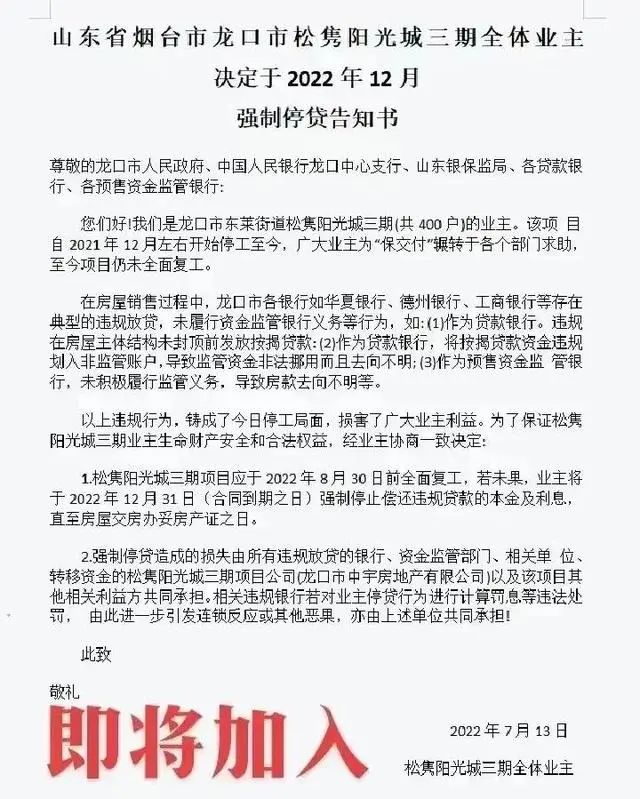 山东省烟台市龙口市松隽阳光城三期全体业主
决定于 2022 年 12 月
强制停贷告知书
尊敬的龙口市人民政府、中国人民银行龙口中心支行、山东银保监局、各贷款银
行、各预售资金监管银行:
您们好!我们是龙口市东莱街道松隽阳光城三期(共 400 户)的业主。该项 目
自 2021 年 12 月左右开始停工至今，广大业主为“保交付”辗转于各个部门求助，
至今项目仍未全面复工。
在房屋销售过程中，龙口市各银行如华夏银行、德州银行、工商银行等存在
典型的违规放贷，未履行资金监管银行义务等行为，如: (1)作为贷款银行。违规
在房屋主体结构未封顶前发放按揭贷款: (2)作为贷款银行，将按揭贷款资金违规
划入非监管账户,导致监管资金非法挪用而且去向不明; (3)作为预售资金监 管银
行，未积极履行监管义务，导致房款去向不明等。
以上违规行为，铸成了今日停工局面，损害了广大业主利益。为了保证松隽
阳光城三期业主生命财产安全和合法权益，经业主协商一致决定:
1.松隽阳光城三期项目应于 2022 年 8 月 30 日前全面复工，若未果，业主将
于 2022 年 12 月 31 日（合同到期之日）强制停止偿还违规贷款的本金及利息，
直至房屋交房办妥房产证之日。
2.强制停贷造成的损失由所有违规放贷的银行、资金监管部门、相关单 位、
转移资金的松隽阳光城三期项目公司(龙口市中宇房地产有限公司)以及该项目其
他相关利益方共同承担。相关违规银行若对业主停贷行为进行计算罚息等违法处
罚， 由此进一步引发连锁反应或其他恶果，亦由上述单位共同承担!
此致
敬礼
即将加入
2022 年 7 月 13 日
松隽阳光城三期全体业主